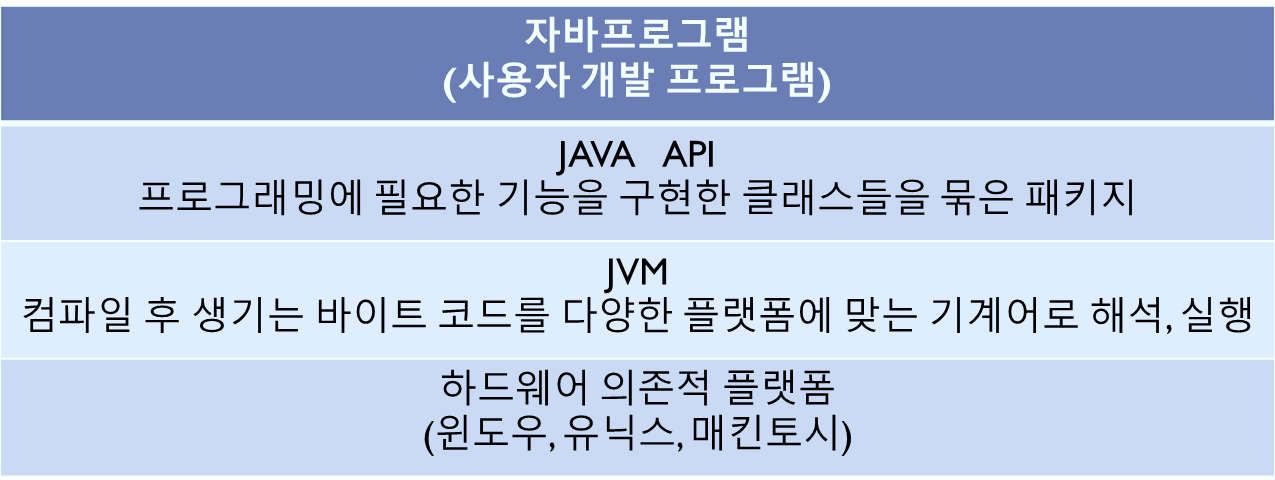 자바프로그램
(사용자 개발 프로그램)
JAVA API
프로그래밍에 필요한 기능을 구현한 클래스들을 묶은 패키지
JVM
컴파일 후 생기는 바이트 코드를 다양한 플랫폼에 맞는 기계어로 해석, 실행
하드웨어 의존적 플랫폼
(윈도우, 유닉스, 매킨토시)